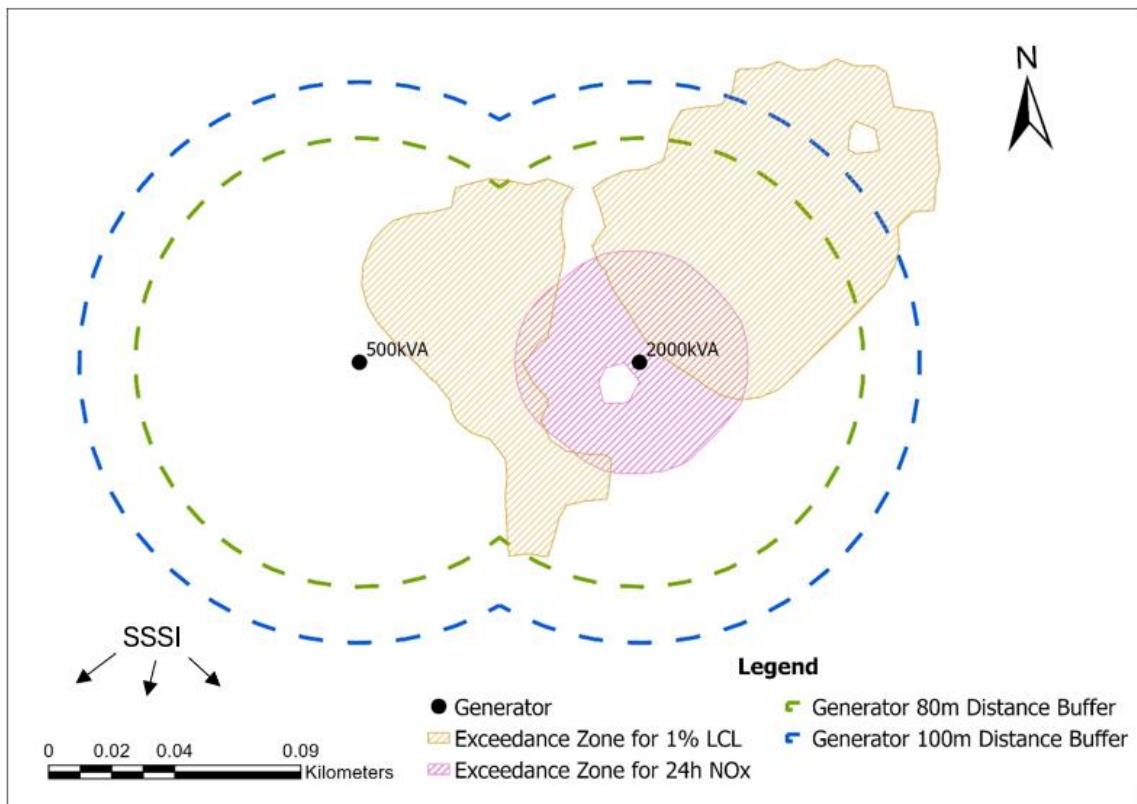 N
500kVA
2000kVA
SSSI
Legend
Generator
Exceedance Zone for 1% LCL
Exceedance Zone for 24h NOx
Generator 80m Distance Buffer
Generator 100m Distance Buffer
0 0.02 0.04 0.09
Kilometers